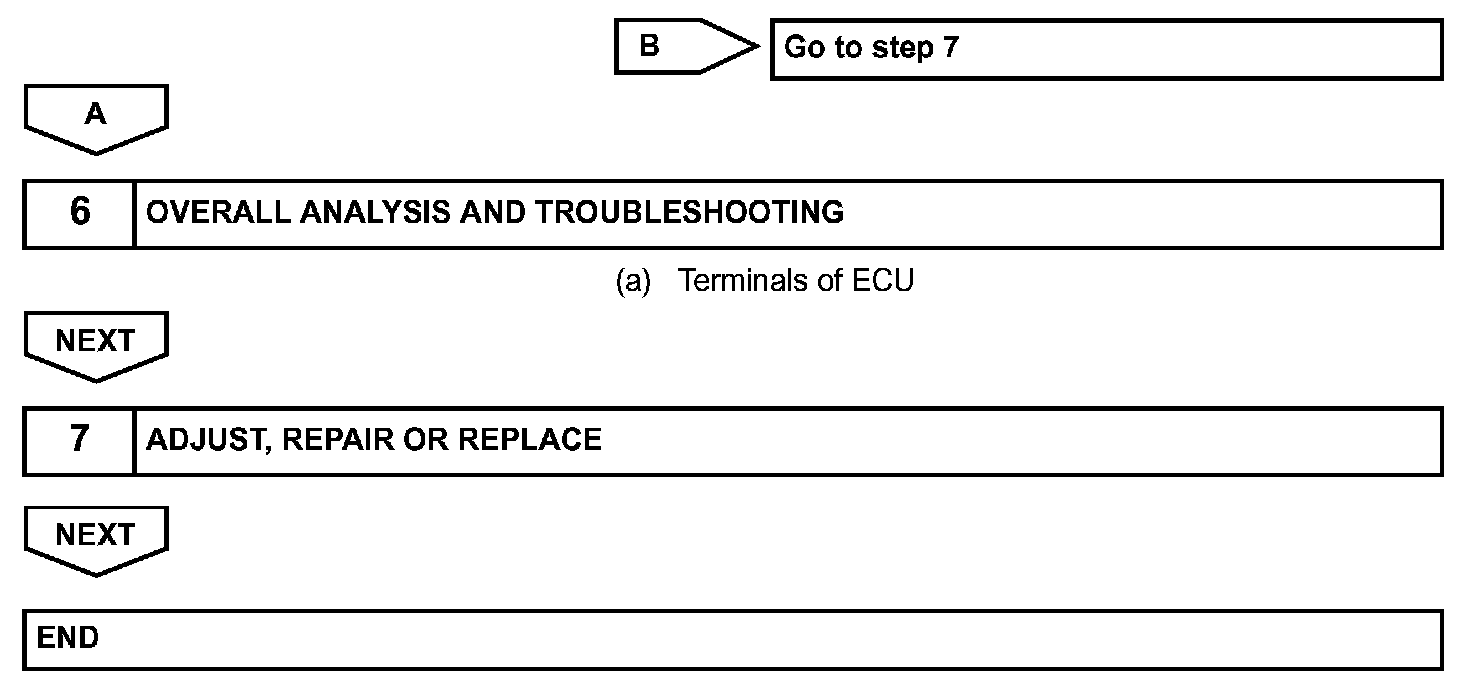 B
Go to step 7
A
6 OVERALL ANALYSIS AND TROUBLESHOOTING
(a) Terminals of ECU
NEXT
7 ADJUST, REPAIR OR REPLACE
NEXT
END